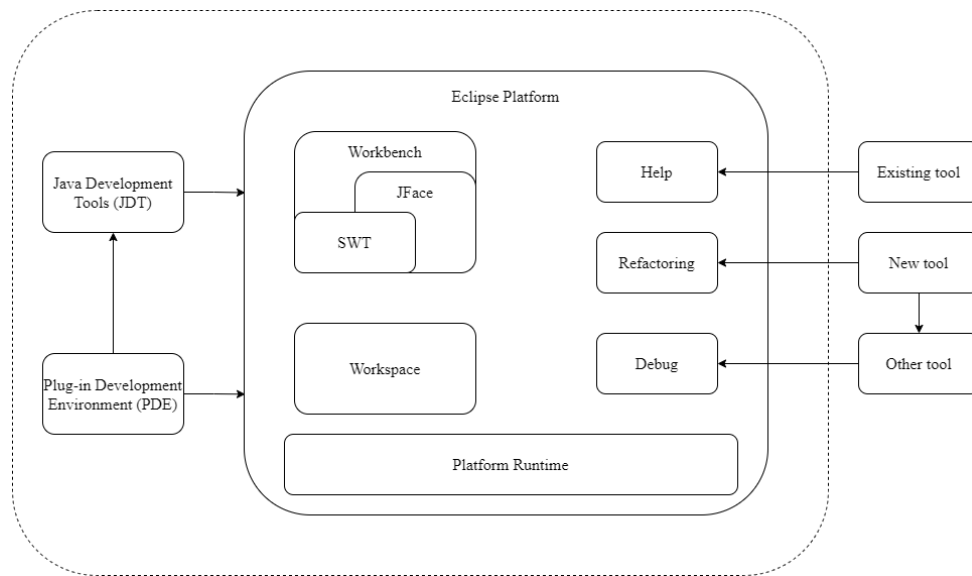 Eclipse Platform
Workbench
JFace
SWT
Workspace
Platform Runtime
Java Development
Tools (JDT)
Plug-in Development
Environment (PDE)
Help
Refactoring
Debug
Existing tool
New tool
Other tool